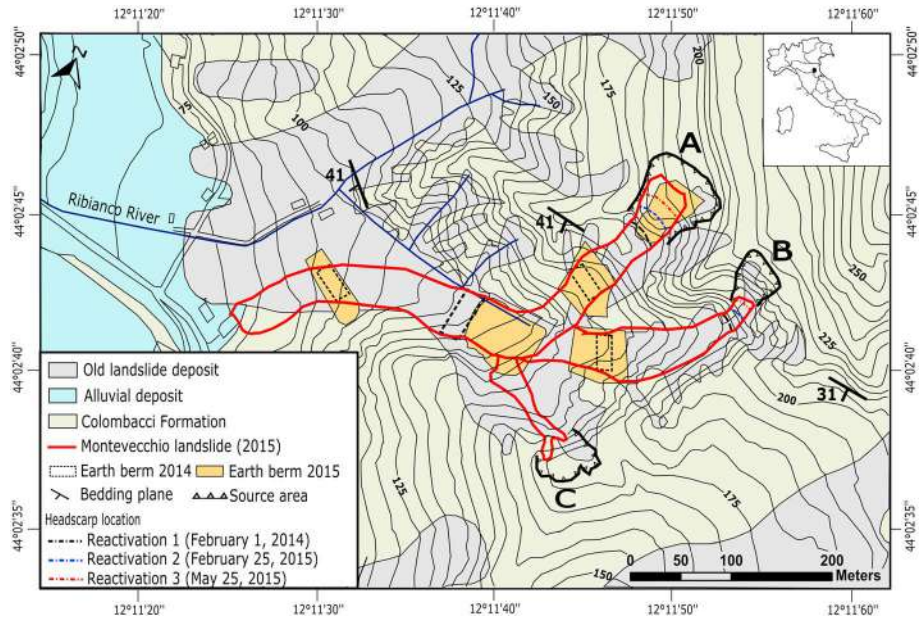 12°11'20" 12°11'30" 12°11'40" 12°11'50" 12°11'60"
44°02'50" 44°02'50"
N
200
175
125
150
75
100
A
41
44°02'45" 44°02'45"
Ribianco River
41
B
250
225
44°02'40" 44°02'40"
31
200
C
125
175
150
44°02'35" 44°02'35"
Old landslide deposit
Alluvial deposit
Colombacci Formation
Montevecchio landslide (2015)
Earth berm 2014 Earth berm 2015
Bedding plane Source area
Headscarp location
Reactivation 1 (February 1, 2014)
Reactivation 2 (February 25, 2015)
Reactivation 3 (May 25, 2015)
0 50 100 200
Meters
12°11'20" 12°11'30" 12°11'40" 12°11'50" 12°11'60"